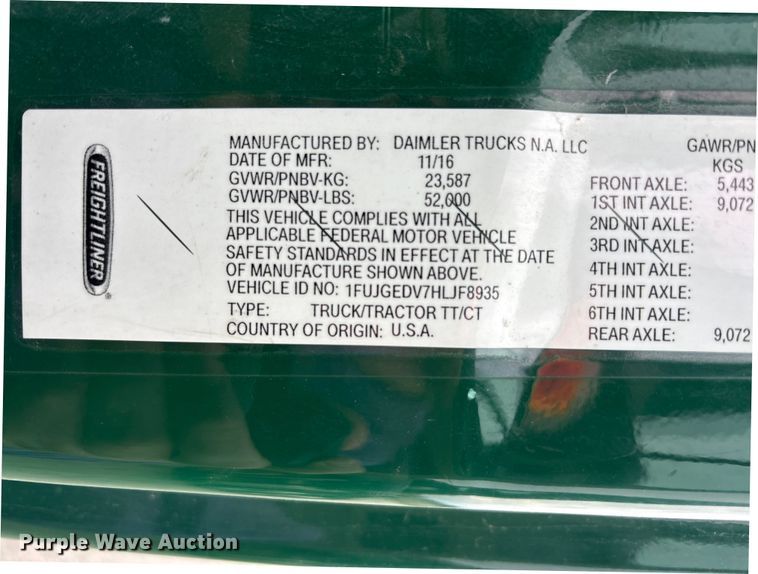 FREIGHTLINER®
MANUFACTURED BY: DAIMLER TRUCKS N.A. LLC
DATE OF MFR: 11/16
GVWR/PNBV-KG: 23,587
GVWR/PNBV-LBS: 52,000
THIS VEHICLE COMPLIES WITH ALL
APPLICABLE FEDERAL MOTOR VEHICLE
SAFETY STANDARDS IN EFFECT AT THE DATE
OF MANUFACTURE SHOWN ABOVE.
VEHICLE ID NO: 1FUJGEDV7HLJF8935
TYPE: TRUCK/TRACTOR TT/CT
COUNTRY OF ORIGIN: U.S.A.
GAWR/PN
KGS
FRONT AXLE: 5,443
1ST INT AXLE: 9,072
2ND INT AXLE:
3RD INT AXLE:
4TH INT AXLE:
5TH INT AXLE:
6TH INT AXLE:
REAR AXLE: 9,072
Purple Wave Auction